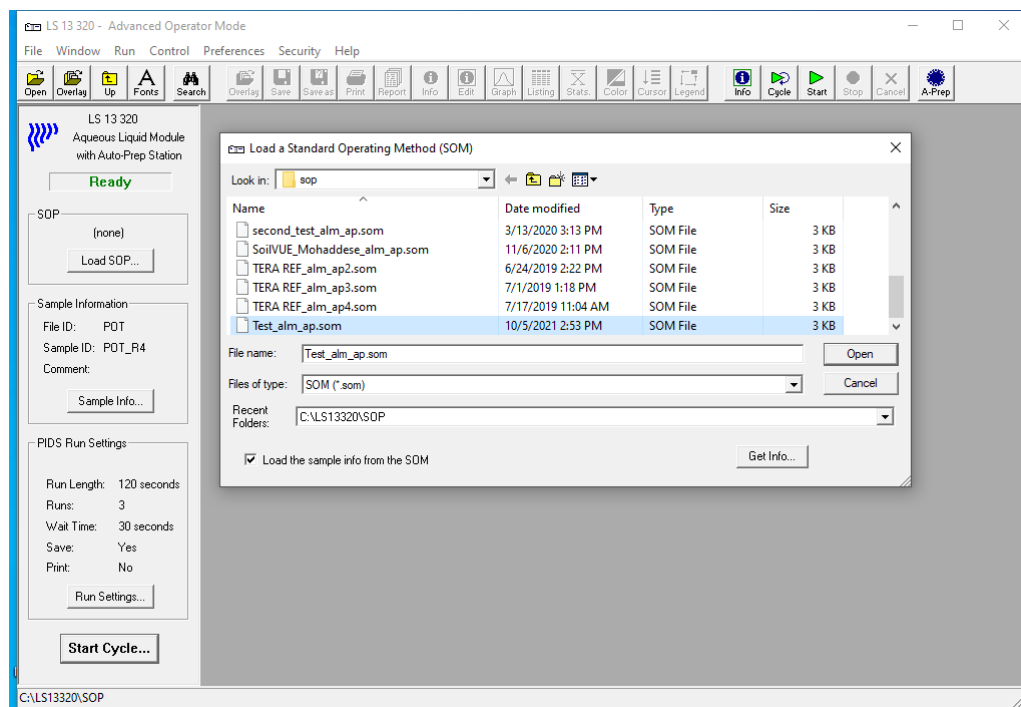 LS 13 320 - Advanced Operator Mode
File Window Run Control Preferences Security Help
Open Overlay Up Fonts Search Overlay Save Save as Print Report Info Edit Graph Listing Stats. Color Cursor Legend Info Cycle Start Stop Cancel A-Prep
LS 13 320
Aqueous Liquid Module
with Auto-Prep Station
Ready
SOP
(none)
Load SOP...
Sample Information
File ID: POT
Sample ID: POT_R4
Comment:
Sample Info...
PIDS Run Settings
Run Length: 120 seconds
Runs: 3
Wait Time: 30 seconds
Save: Yes
Print: No
Run Settings...
Start Cycle...
Load a Standard Operating Method (SOM)
Look in: sop
Name Date modified Type Size
second_test_alm_ap.som 3/13/2020 3:13 PM SOM File 3 KB
SoilVUE_Mohaddese_alm_ap.som 11/6/2020 2:11 PM SOM File 3 KB
TERA REF_alm_ap2.som 6/24/2019 2:22 PM SOM File 3 KB
TERA REF_alm_ap3.som 7/1/2019 1:18 PM SOM File 3 KB
TERA REF_alm_ap4.som 7/17/2019 11:04 AM SOM File 3 KB
Test_alm_ap.som 10/5/2021 2:53 PM SOM File 3 KB
File name: Test_alm_ap.som Open
Files of type: SOM (*.som) Cancel
Recent
Folders: C:\LS13320\SOP
Load the sample info from the SOM Get Info...
C:\LS13320\SOP